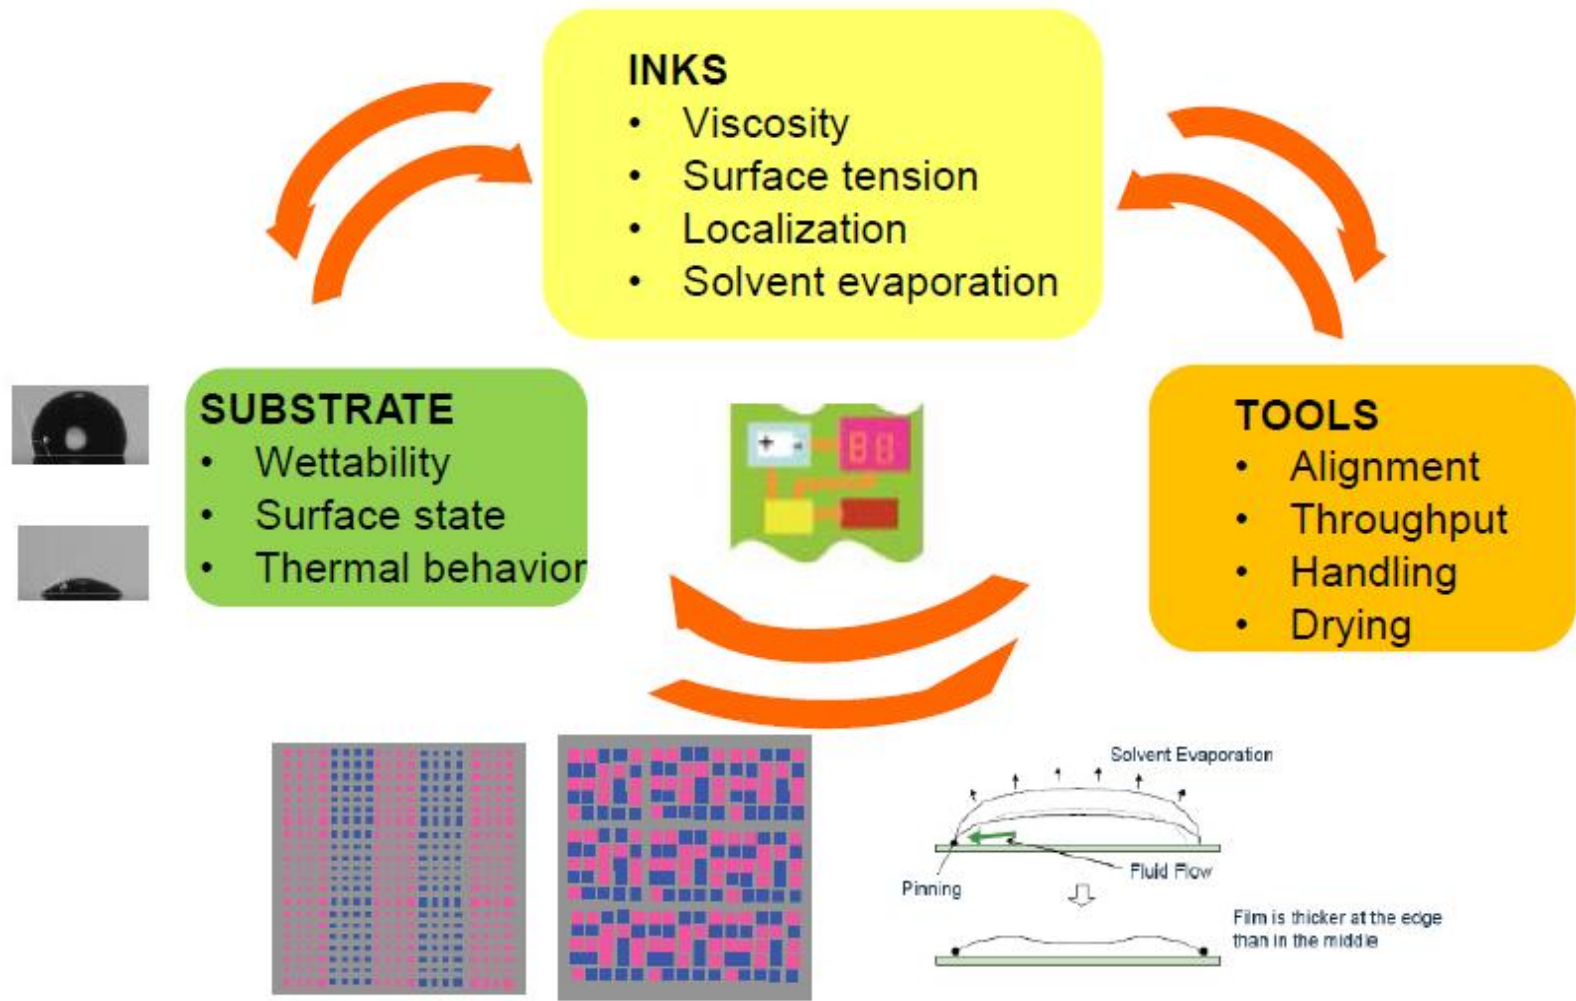 INKS
• Viscosity
• Surface tension
• Localization
• Solvent evaporation
SUBSTRATE
• Wettability
• Surface state
• Thermal behavior
+ -
81
TOOLS
• Alignment
• Throughput
• Handling
• Drying
Solvent Evaporation
Fluid Flow
Pinning
Film is thicker at the edge
than in the middle